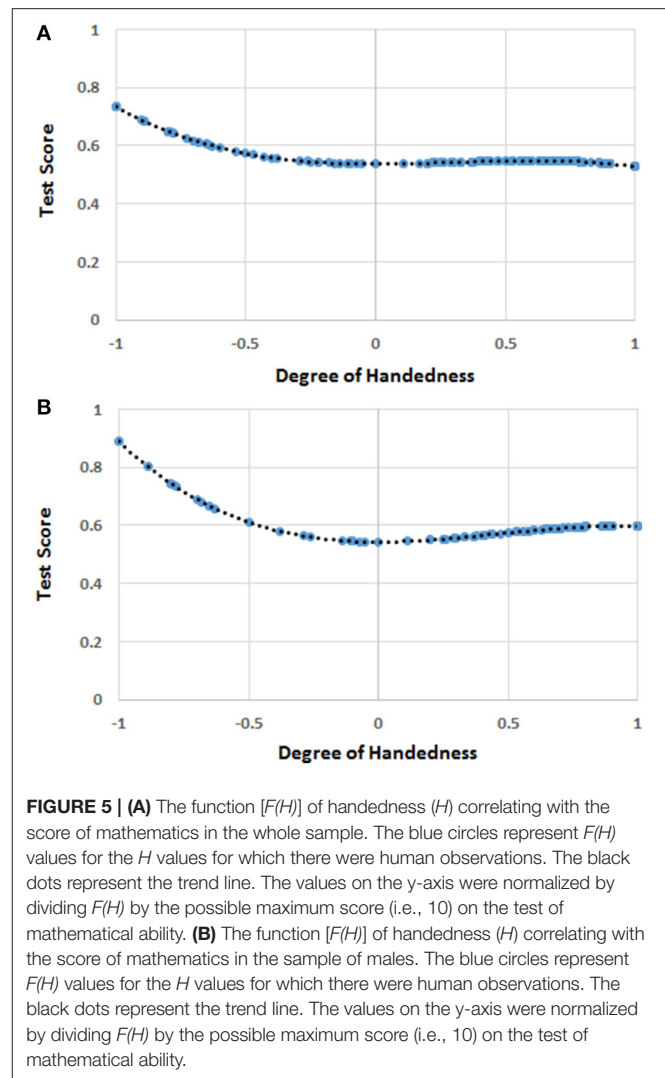 A
1
0.8
0.6
0.4
0.2
0
Test Score
-1 -0.5 0 0.5 1
Degree of Handedness
B
1
0.8
0.6
0.4
0.2
0
Test Score
-1 -0.5 0 0.5 1
Degree of Handedness
FIGURE 5 | (A) The function [F(H)] of handedness (H) correlating with the
score of mathematics in the whole sample. The blue circles represent F(H)
values for the H values for which there were human observations. The black
dots represent the trend line. The values on the y-axis were normalized by
dividing F(H) by the possible maximum score (i.e., 10) on the test of
mathematical ability. (B) The function [F(H)] of handedness (H) correlating with
the score of mathematics in the sample of males. The blue circles represent
F(H) values for the H values for which there were human observations. The
black dots represent the trend line. The values on the y-axis were normalized
by dividing F(H) by the possible maximum score (i.e., 10) on the test of
mathematical ability.